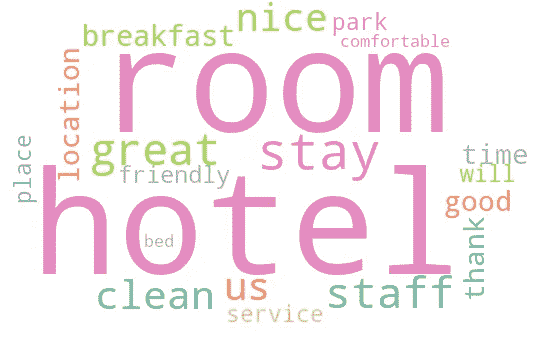 nice
park
breakfast
comfortable
room
location
great
stay
time
place
friendly
will
hotel
good
bed
thank
clean
us
staff
service